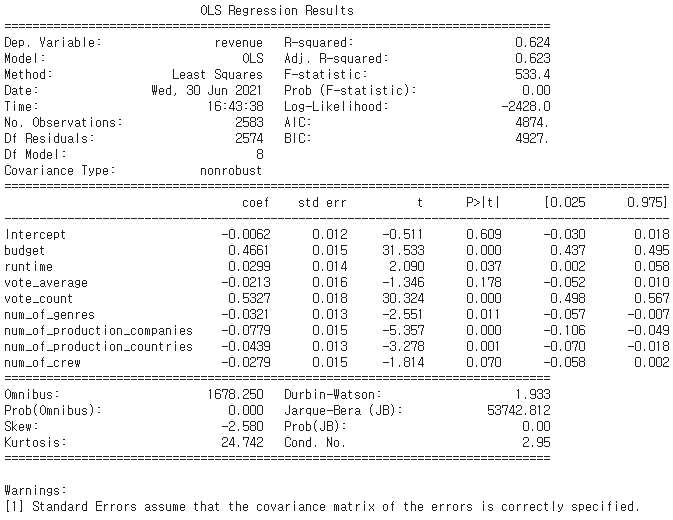 OLS Regression Results
==============================================================================
Dep. Variable: revenue R-squared: 0.624
Model: OLS Adj. R-squared: 0.623
Method: Least Squares F-statistic: 533.4
Date: Wed, 30 Jun 2021 Prob (F-statistic): 0.00
Time: 16:43:38 Log-Likelihood: -2428.0
No. Observations: 2583 AIC: 4874.
Df Residuals: 2574 BIC: 4927.
Df Model: 8
Covariance Type: nonrobust
==============================================================================
coef std err t P>|t| [0.025 0.975]
------------------------------------------------------------------------------
Intercept -0.0062 0.012 -0.511 0.609 -0.030 0.018
budget 0.4661 0.015 31.533 0.000 0.437 0.495
runtime 0.0299 0.014 2.090 0.037 0.002 0.058
vote_average -0.0213 0.016 -1.346 0.178 -0.052 0.010
vote_count 0.5327 0.018 30.324 0.000 0.498 0.567
num_of_genres -0.0321 0.013 -2.551 0.011 -0.057 -0.007
num_of_production_companies -0.0779 0.015 -5.357 0.000 -0.106 -0.049
num_of_production_countries -0.0439 0.013 -3.278 0.001 -0.070 -0.018
num_of_crew -0.0279 0.015 -1.814 0.070 -0.058 0.002
==============================================================================
Omnibus: 1678.250 Durbin-Watson: 1.933
Prob(Omnibus): 0.000 Jarque-Bera (JB): 53742.812
Skew: -2.580 Prob(JB): 0.00
Kurtosis: 24.742 Cond. No. 2.95
==============================================================================
Warnings:
[1] Standard Errors assume that the covariance matrix of the errors is correctly specified.